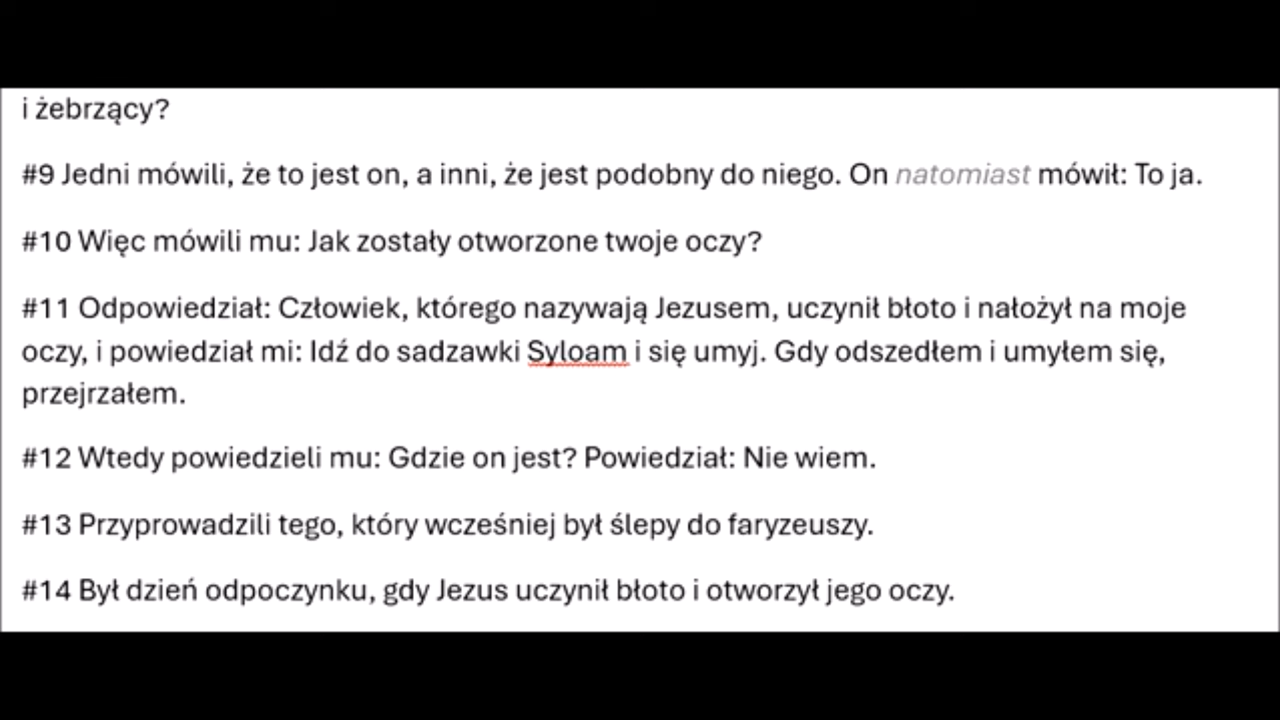 i żebrzący?
#9 Jedni mówili, że to jest on, a inni, że jest podobny do niego. On natomiast mówił: To ja.
#10 Więc mówili mu: Jak zostały otworzone twoje oczy?
#11 Odpowiedział: Człowiek, którego nazywają Jezusem, uczynił błoto i nałożył na moje
oczy, i powiedział mi: Idź do sadzawki Syloam i się umyj. Gdy odszedłem i umyłem się,
przejrzałem.
#12 Wtedy powiedzieli mu: Gdzie on jest? Powiedział: Nie wiem.
#13 Przyprowadzili tego, który wcześniej był ślepy do faryzeuszy.
#14 Był dzień odpoczynku, gdy Jezus uczynił błoto i otworzył jego oczy.